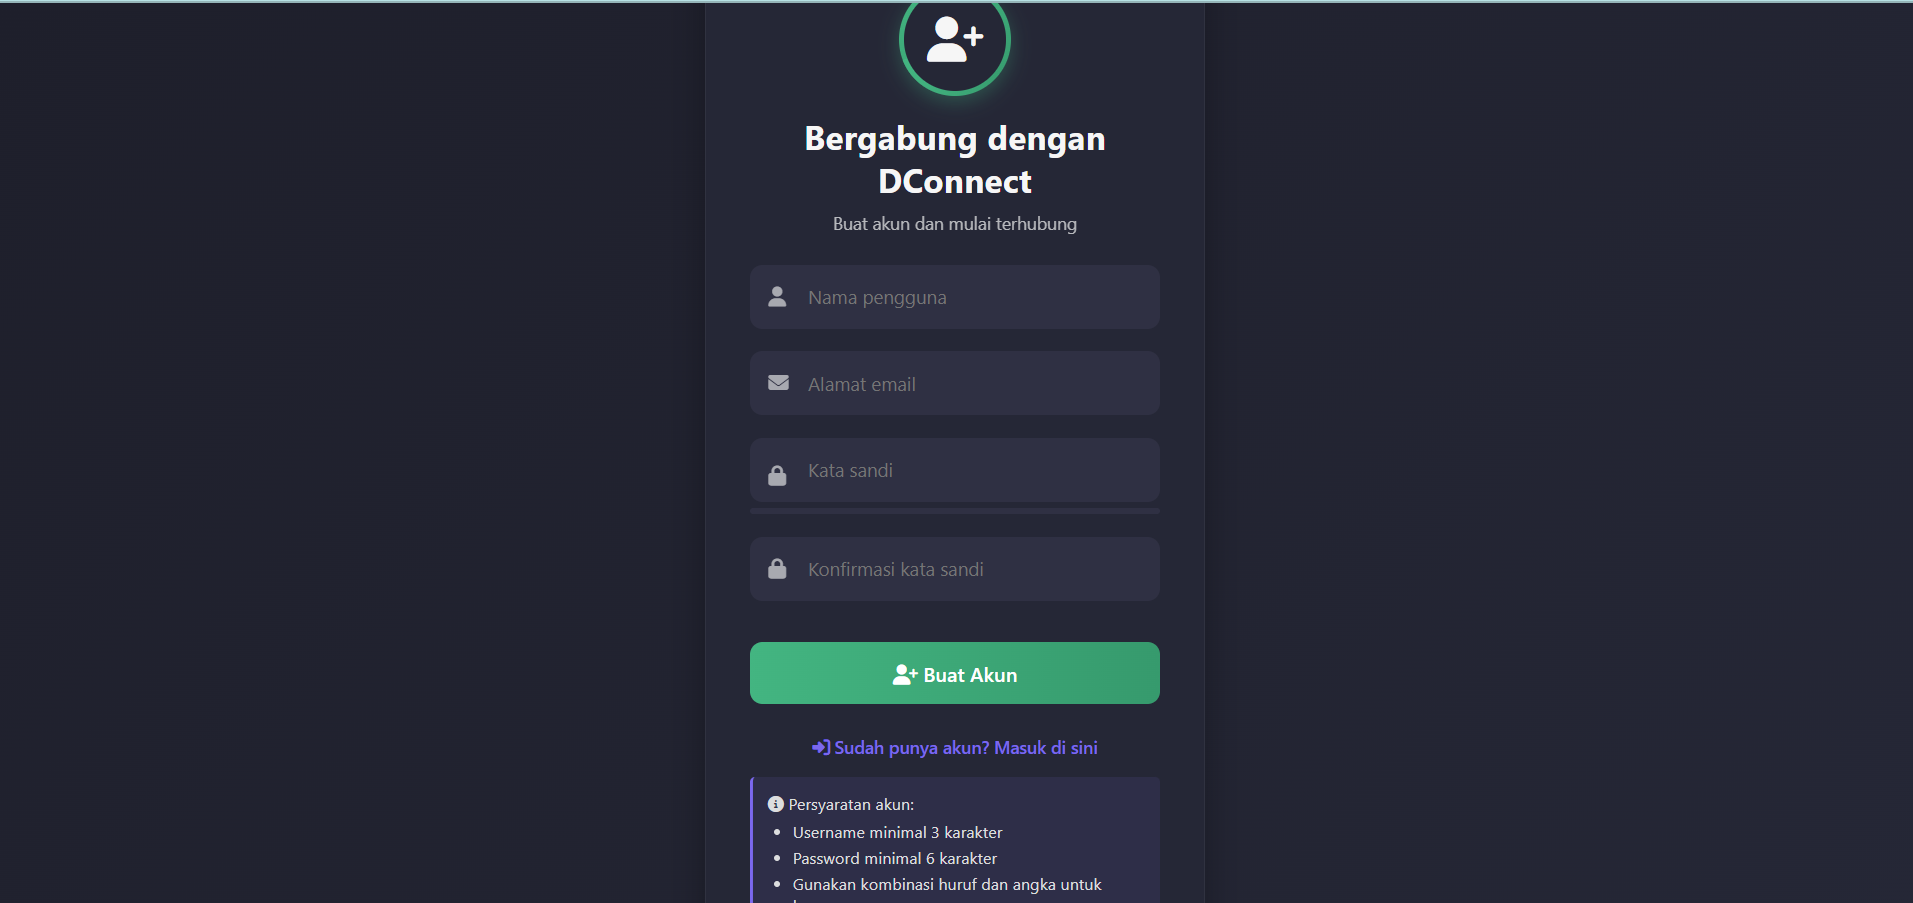 Bergabung dengan
DConnect
Buat akun dan mulai terhubung
Nama pengguna
Alamat email
Kata sandi
Konfirmasi kata sandi
Buat Akun
Sudah punya akun? Masuk di sini
Persyaratan akun:
• Username minimal 3 karakter
• Password minimal 6 karakter
• Gunakan kombinasi huruf dan angka untuk